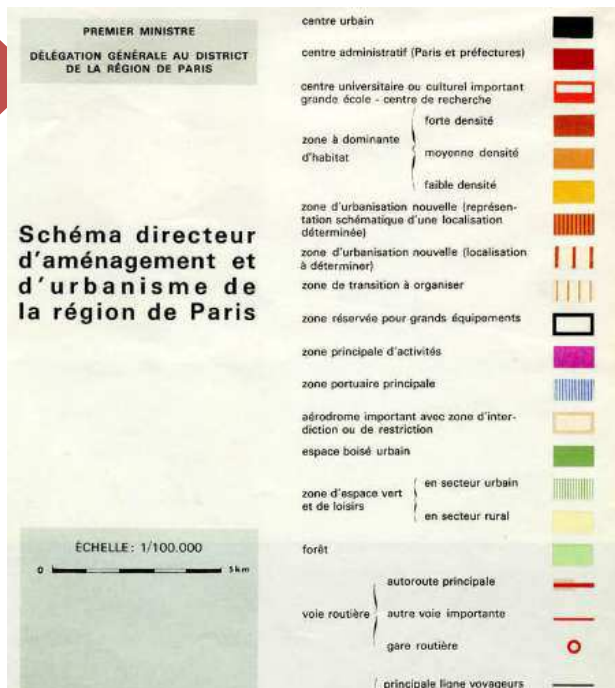 PREMIER MINISTRE
DÉLÉGATION GÉNÉRALE AU DISTRICT
DE LA RÉGION DE PARIS
Schéma directeur
d'aménagement et
d'urbanisme de
la région de Paris
ÉCHELLE: 1/100.000
0 5 km
centre urbain
centre administratif (Paris et préfectures)
centre universitaire ou culturel important
grande école - centre de recherche
zone à dominante
d'habitat
forte densité
moyenne densité
faible densité
zone d'urbanisation nouvelle (représen-
tation schématique d'une localisation
déterminée)
zone d'urbanisation nouvelle (localisation
à déterminer)
zone de transition à organiser
zone réservée pour grands équipements
zone principale d'activités
zone portuaire principale
aérodrome important avec zone d'inter-
diction ou de restriction
espace boisé urbain
zone d'espace vert
et de loisirs
en secteur urbain
en secteur rural
forêt
voie routière
autoroute principale
autre voie importante
gare routière
principale ligne voyageurs